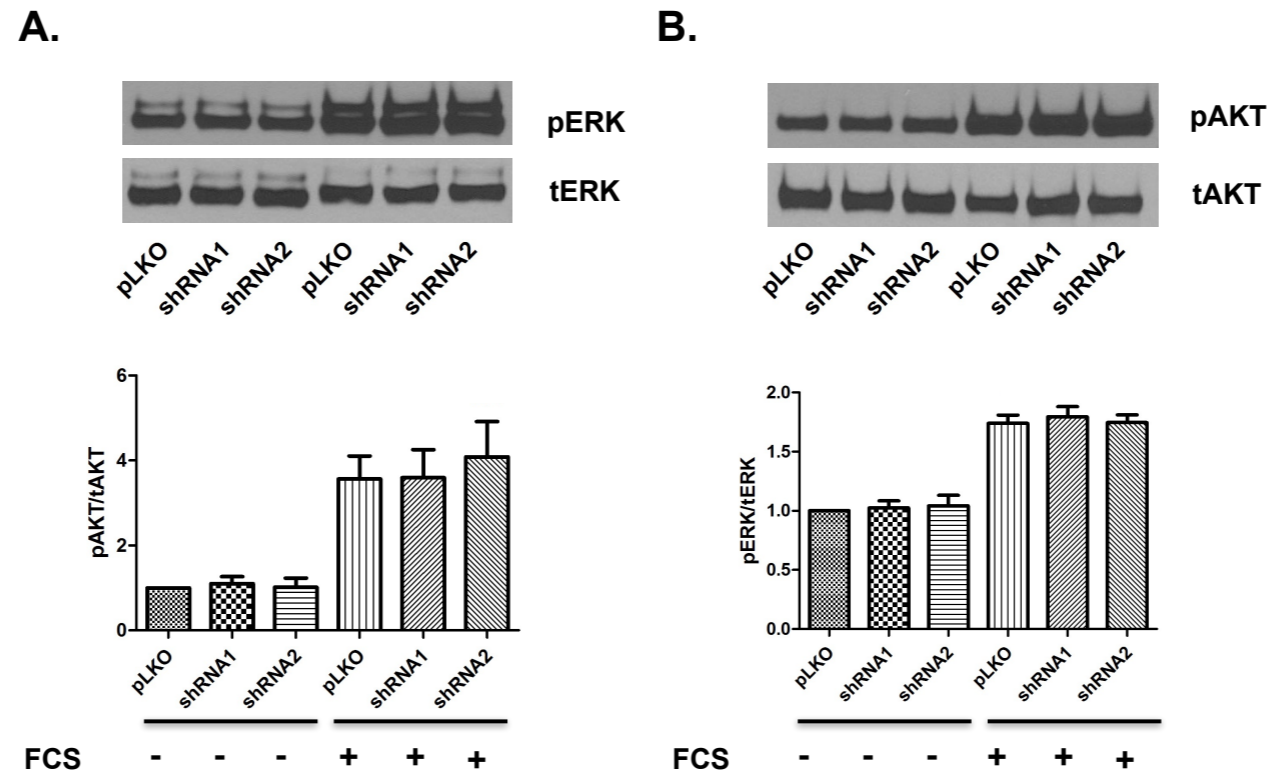 A.
pERK
tERK
pLKO shRNA1 shRNA2 pLKO shRNA1 shRNA2
6
4
2
0
pAKT/tAKT
pLKO shRNA1 shRNA2 pLKO shRNA1 shRNA2
FCS - - - + + +
B.
pAKT
tAKT
pLKO shRNA1 shRNA2 pLKO shRNA1 shRNA2
2.0
1.5
1.0
0.5
0.0
pERK/tERK
pLKO shRNA1 shRNA2 pLKO shRNA1 shRNA2
FCS - - - + + +